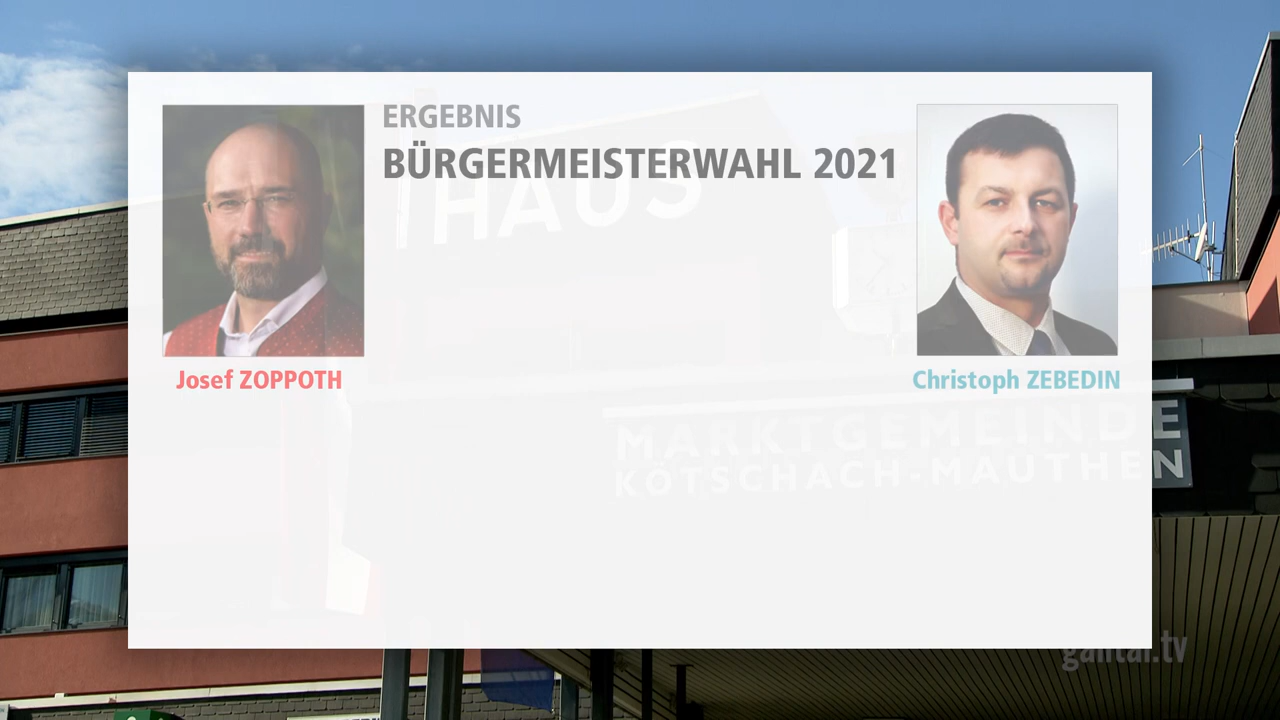 ERGEBNIS
BÜRGERMEISTERWAHL 2021
HAUS
Josef ZOPPOTH
Christoph ZEBEDIN
MARKTGEMEINDE
KÖTSCHACH-MAUTHEN
gailtal.tv